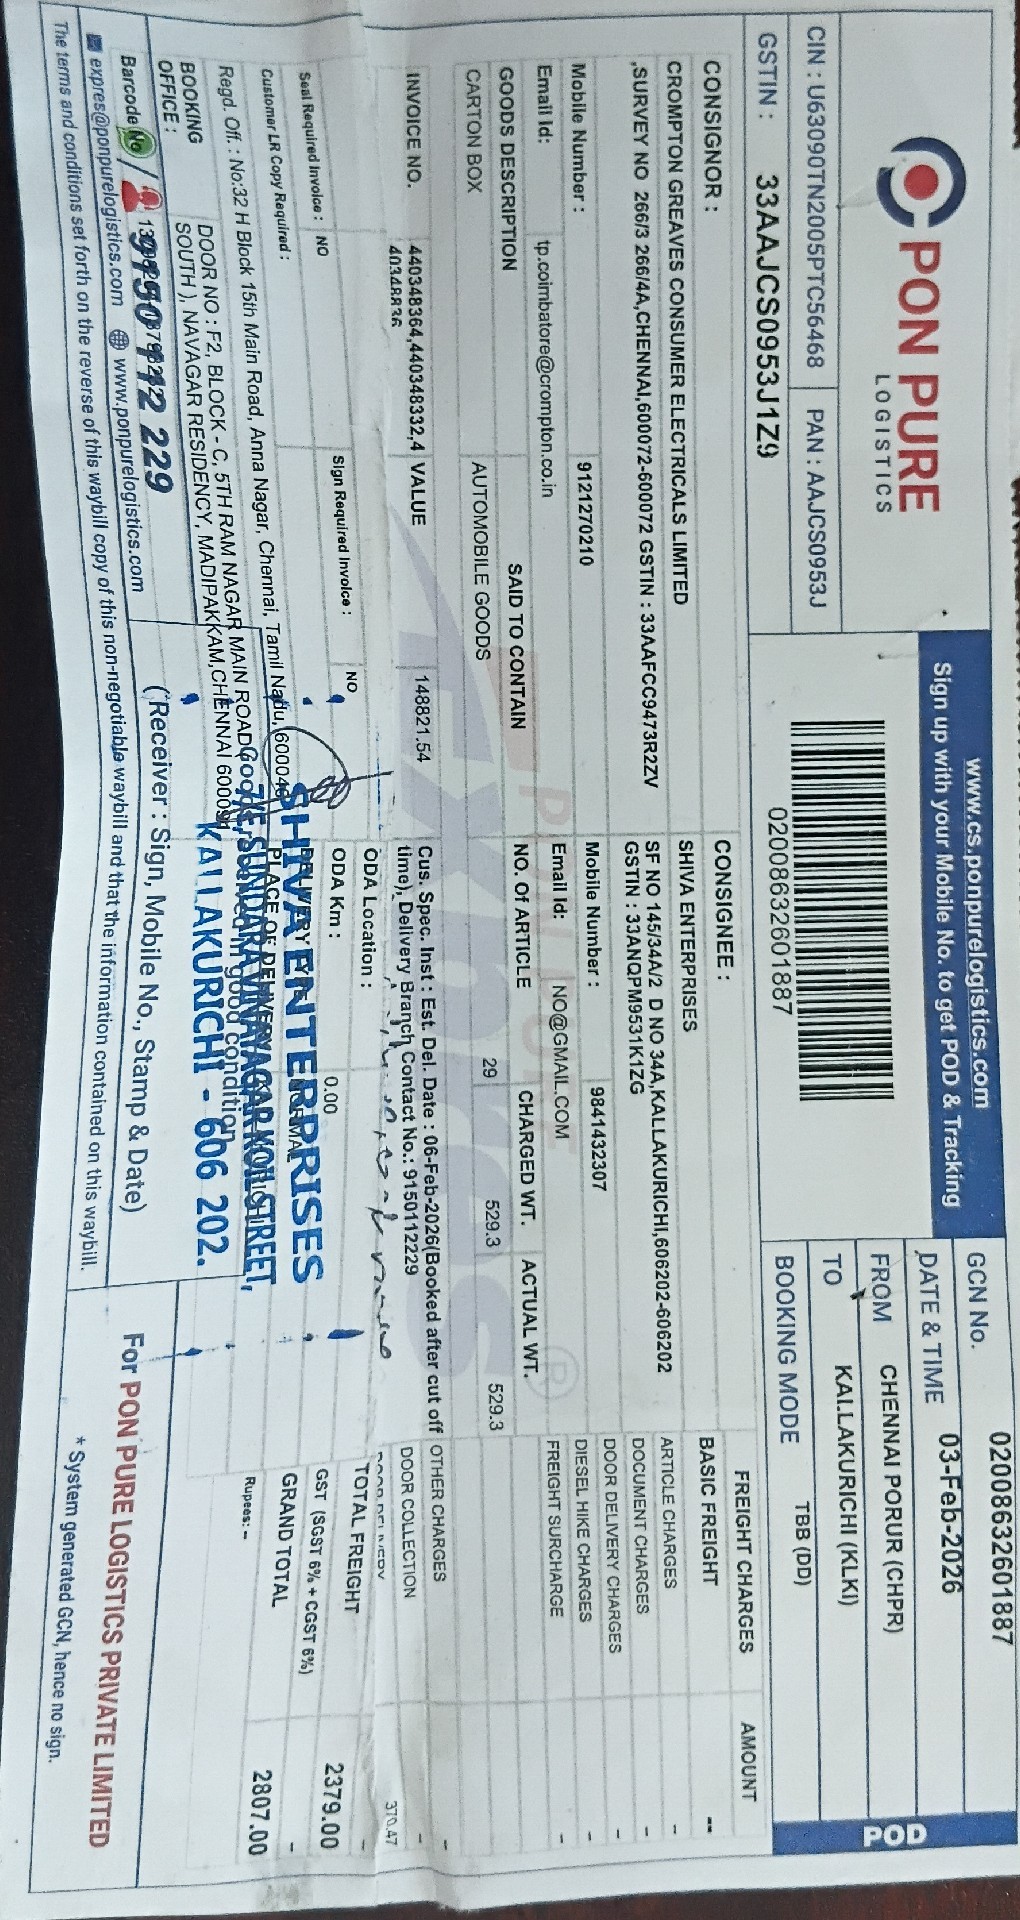 PON PURE
LOGISTICS
CIN : U63090TN2005PTC56468
PAN : AAJCS0953J
GSTIN : 33AAJCS0953J1Z9
www.cs.ponpurelogistics.com
Sign up with your Mobile No. to get POD & Tracking
02008632601887
GCN No. 02008632601887
DATE & TIME 03-Feb-2026
FROM CHENNAI PORUR (CHPR)
TO KALLAKURICHI (KLKI)
BOOKING MODE TBB (DD)
POD
CONSIGNOR :
CROMPTON GREAVES CONSUMER ELECTRICALS LIMITED
,SURVEY NO 266/3 266/4A,CHENNAI,600072-600072 GSTIN : 33AAFCC9473R2ZV
Mobile Number : 9121270210
Email Id: tp.coimbatore@crompton.co.in
CONSIGNEE :
SHIVA ENTERPRISES
SF NO 145/34A/2 D NO 34A,KALLAKURICHI,606202-606202
GSTIN : 33ANQPM9531K1ZG
Mobile Number : 9841432307
Email Id: NO@GMAIL.COM
FREIGHT CHARGES AMOUNT
BASIC FREIGHT --
ARTICLE CHARGES -
DOCUMENT CHARGES -
DOOR DELIVERY CHARGES -
DIESEL HIKE CHARGES -
FREIGHT SURCHARGE -
GOODS DESCRIPTION SAID TO CONTAIN NO. Of ARTICLE CHARGED WT. ACTUAL WT.
CARTON BOX AUTOMOBILE GOODS 29 529.3 529.3
INVOICE NO. 440348364,440348332,4
40348836
VALUE 148821.54
Cus. Spec. Inst : Est. Del. Date : 06-Feb-2026(Booked after cut off
time), Delivery Branch Contact No.: 9150112229
OTHER CHARGES -
DOOR COLLECTION -
DOOR DELIVERY 370.47
TOTAL FREIGHT -
GST (SGST 6% + CGST 6%) 2379.00
GRAND TOTAL -
Rupees: -- 2807.00
ODA Location :
ODA Km : 0.00
Seal Required Invoice : NO
Sign Required Invoice : NO
Customer LR Copy Required :
Regd. Off. : No:32 H Block 15th Main Road, Anna Nagar, Chennai, Tamil Nadu,
BOOKING OFFICE : DOOR NO : F2, BLOCK - C, 5TH RAM NAGAR MAIN ROAD
SOUTH ), NAVAGAR RESIDENCY, MADIPAKKAM,CHENNAI
SHIVA ENTERPRISES
KALLAKURICHI - 606 202.
Barcode No
9150 112 229
expres@ponpurelogistics.com www.ponpurelogistics.com
(Receiver : Sign, Mobile No., Stamp & Date)
The terms and conditions set forth on the reverse of this waybill copy of this non-negotiable waybill and that the information contained on this waybill.
For PON PURE LOGISTICS PRIVATE LIMITED
* System generated GCN, hence no sign.